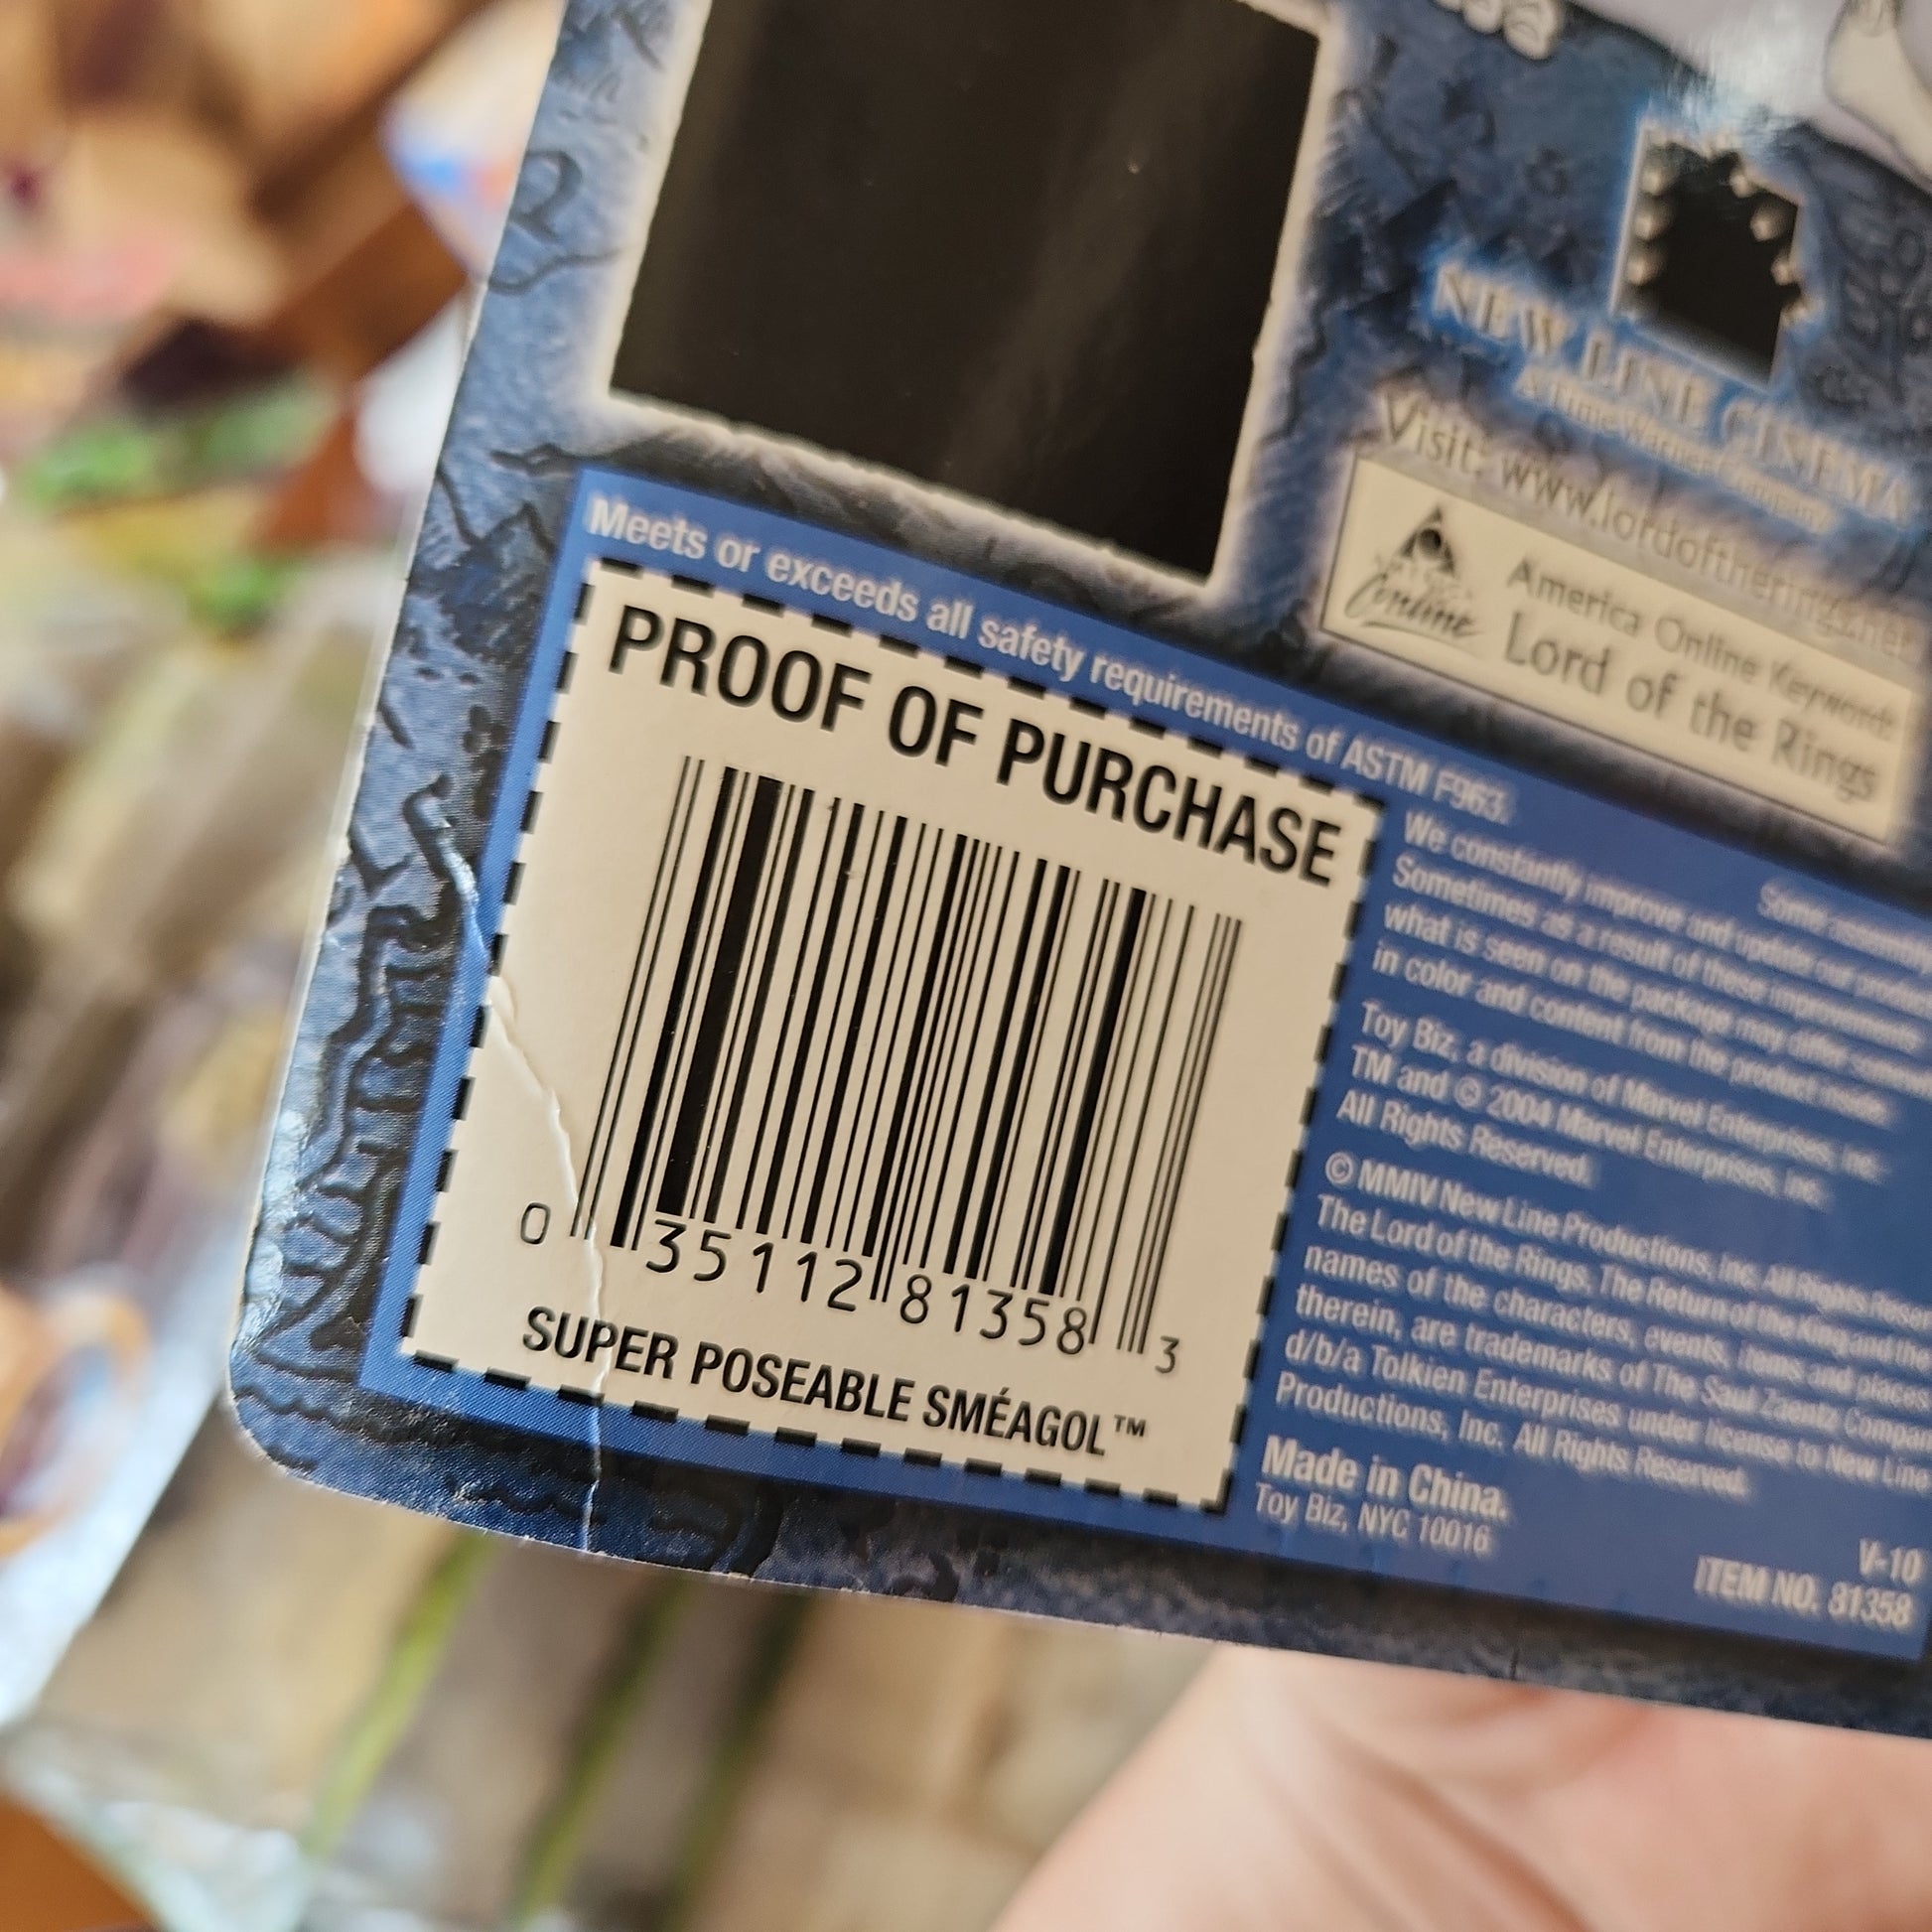 NEW LINE CINEMA
A Time Warner Company
Visit: www.lordoftherings.net
America Online Keyword:
Online
Lord of the Rings
Meets or exceeds all safety requirements of ASTM F963.
PROOF OF PURCHASE
0 35112 81358 3
SUPER POSEABLE SMÉAGOL™
Some assembly
We constantly improve and update our
Sometimes as a result of these improvements
what is seen on the package may differ
in color and content from the product inside.
Toy Biz, a division of Marvel Enterprises, Inc.
TM and © 2004 Marvel Enterprises, Inc.
All Rights Reserved.
© MMIV New Line Productions, Inc. All Rights
The Lord of the Rings, The Return of the King and the
names of the characters, events, items and places
therein, are trademarks of The Saul Zaentz
d/b/a Tolkien Enterprises under license to New Line
Productions, Inc. All Rights Reserved.
Made in China.
Toy Biz, NYC 10016
V-10
ITEM NO. 81358